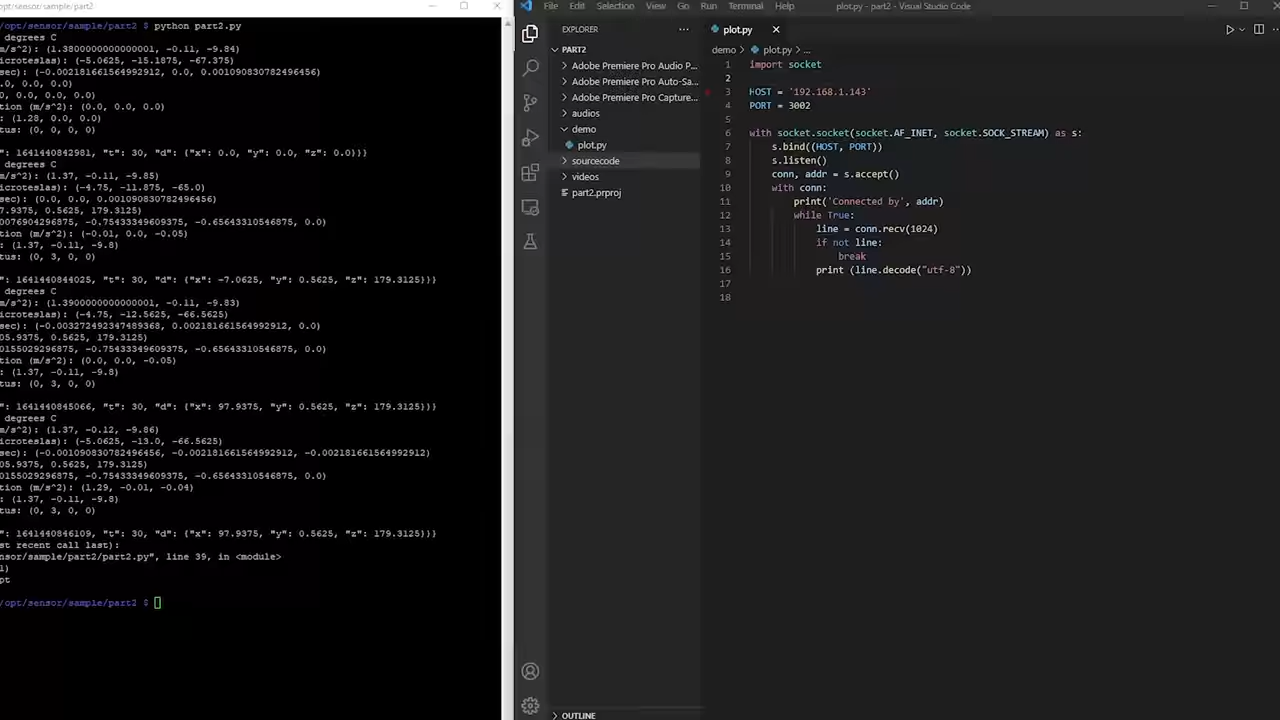 opt/sensor/sample/part2
/opt/sensor/sample/part2 $ python part2.py
degrees C
m/s^2): (1.3800000000000001, -0.11, -9.84)
icroteslas): (-5.0625, -15.1875, -67.375)
sec): (-0.002181661564992912, 0.0, 0.0010908307824964 56)
.0, 0.0, 0.0)
0, 0.0, 0.0, 0.0)
tion (m/s^2): (0.0, 0.0, 0.0)
: (1.28, 0.0, 0.0)
tus: (0, 0, 0, 0)
": 1641440842981, "t": 30, "d": {"x": 0.0, "y": 0.0, "z": 0.0}})
degrees C
m/s^2): (1.37, -0.11, -9.85)
icroteslas): (-4.75, -11.875, -65.0)
sec): (0.0, 0.0, 0.001090830782496456)
7.9375, 0.5625, 179.3125)
0076904296875, -0.75433349609375, -0.65643310546875, 0.0)
tion (m/s^2): (-0.01, 0.0, -0.05)
: (1.37, -0.11, -9.8)
tus: (0, 3, 0, 0)
": 1641440844025, "t": 30, "d": {"x": -7.0625, "y": 0.5625, "z": 179.3125}})
degrees C
m/s^2): (1.3900000000000001, -0.11, -9.83)
icroteslas): (-4.75, -12.5625, -66.5625)
sec): (-0.003272492347489368, 0.002181661564992912, 0.0)
05.9375, 0.5625, 179.3125)
0155029296875, -0.75433349609375, -0.65643310546875, 0.0)
tion (m/s^2): (0.0, 0.0, -0.05)
: (1.37, -0.11, -9.8)
tus: (0, 3, 0, 0)
": 1641440845066, "t": 30, "d": {"x": 97.9375, "y": 0.5625, "z": 179.3125}})
degrees C
m/s^2): (1.37, -0.12, -9.86)
icroteslas): (-5.0625, -13.0, -66.5625)
sec): (-0.001090830782496456, -0.002181661564992912, -0.002181661564992912)
05.9375, 0.5625, 179.3125)
0155029296875, -0.75433349609375, -0.65643310546875, 0.0)
tion (m/s^2): (1.29, -0.01, -0.04)
: (1.37, -0.11, -9.8)
tus: (0, 3, 0, 0)
": 1641440846109, "t": 30, "d": {"x": 97.9375, "y": 0.5625, "z": 179.3125}})
st recent call last):
nsor/sample/part2/part2.py", line 39, in <module>
l)
pt
/opt/sensor/sample/part2 $
File Edit Selection View Go Run Terminal Help plot.py - part2 - Visual Studio Code
EXPLORER
PART2
Adobe Premiere Pro Audio P...
Adobe Premiere Pro Auto-Sa...
Adobe Premiere Pro Capture...
audios
demo
plot.py
sourcecode
videos
part2.prproj
OUTLINE
plot.py
demo > plot.py > ...
1 import socket
2
3 HOST = '192.168.1.143'
4 PORT = 3002
5
6 with socket.socket(socket.AF_INET, socket.SOCK_STREAM) as s:
7 s.bind((HOST, PORT))
8 s.listen()
9 conn, addr = s.accept()
10 with conn:
11 print('Connected by', addr)
12 while True:
13 line = conn.recv(1024)
14 if not line:
15 break
16 print (line.decode("utf-8"))
17
18